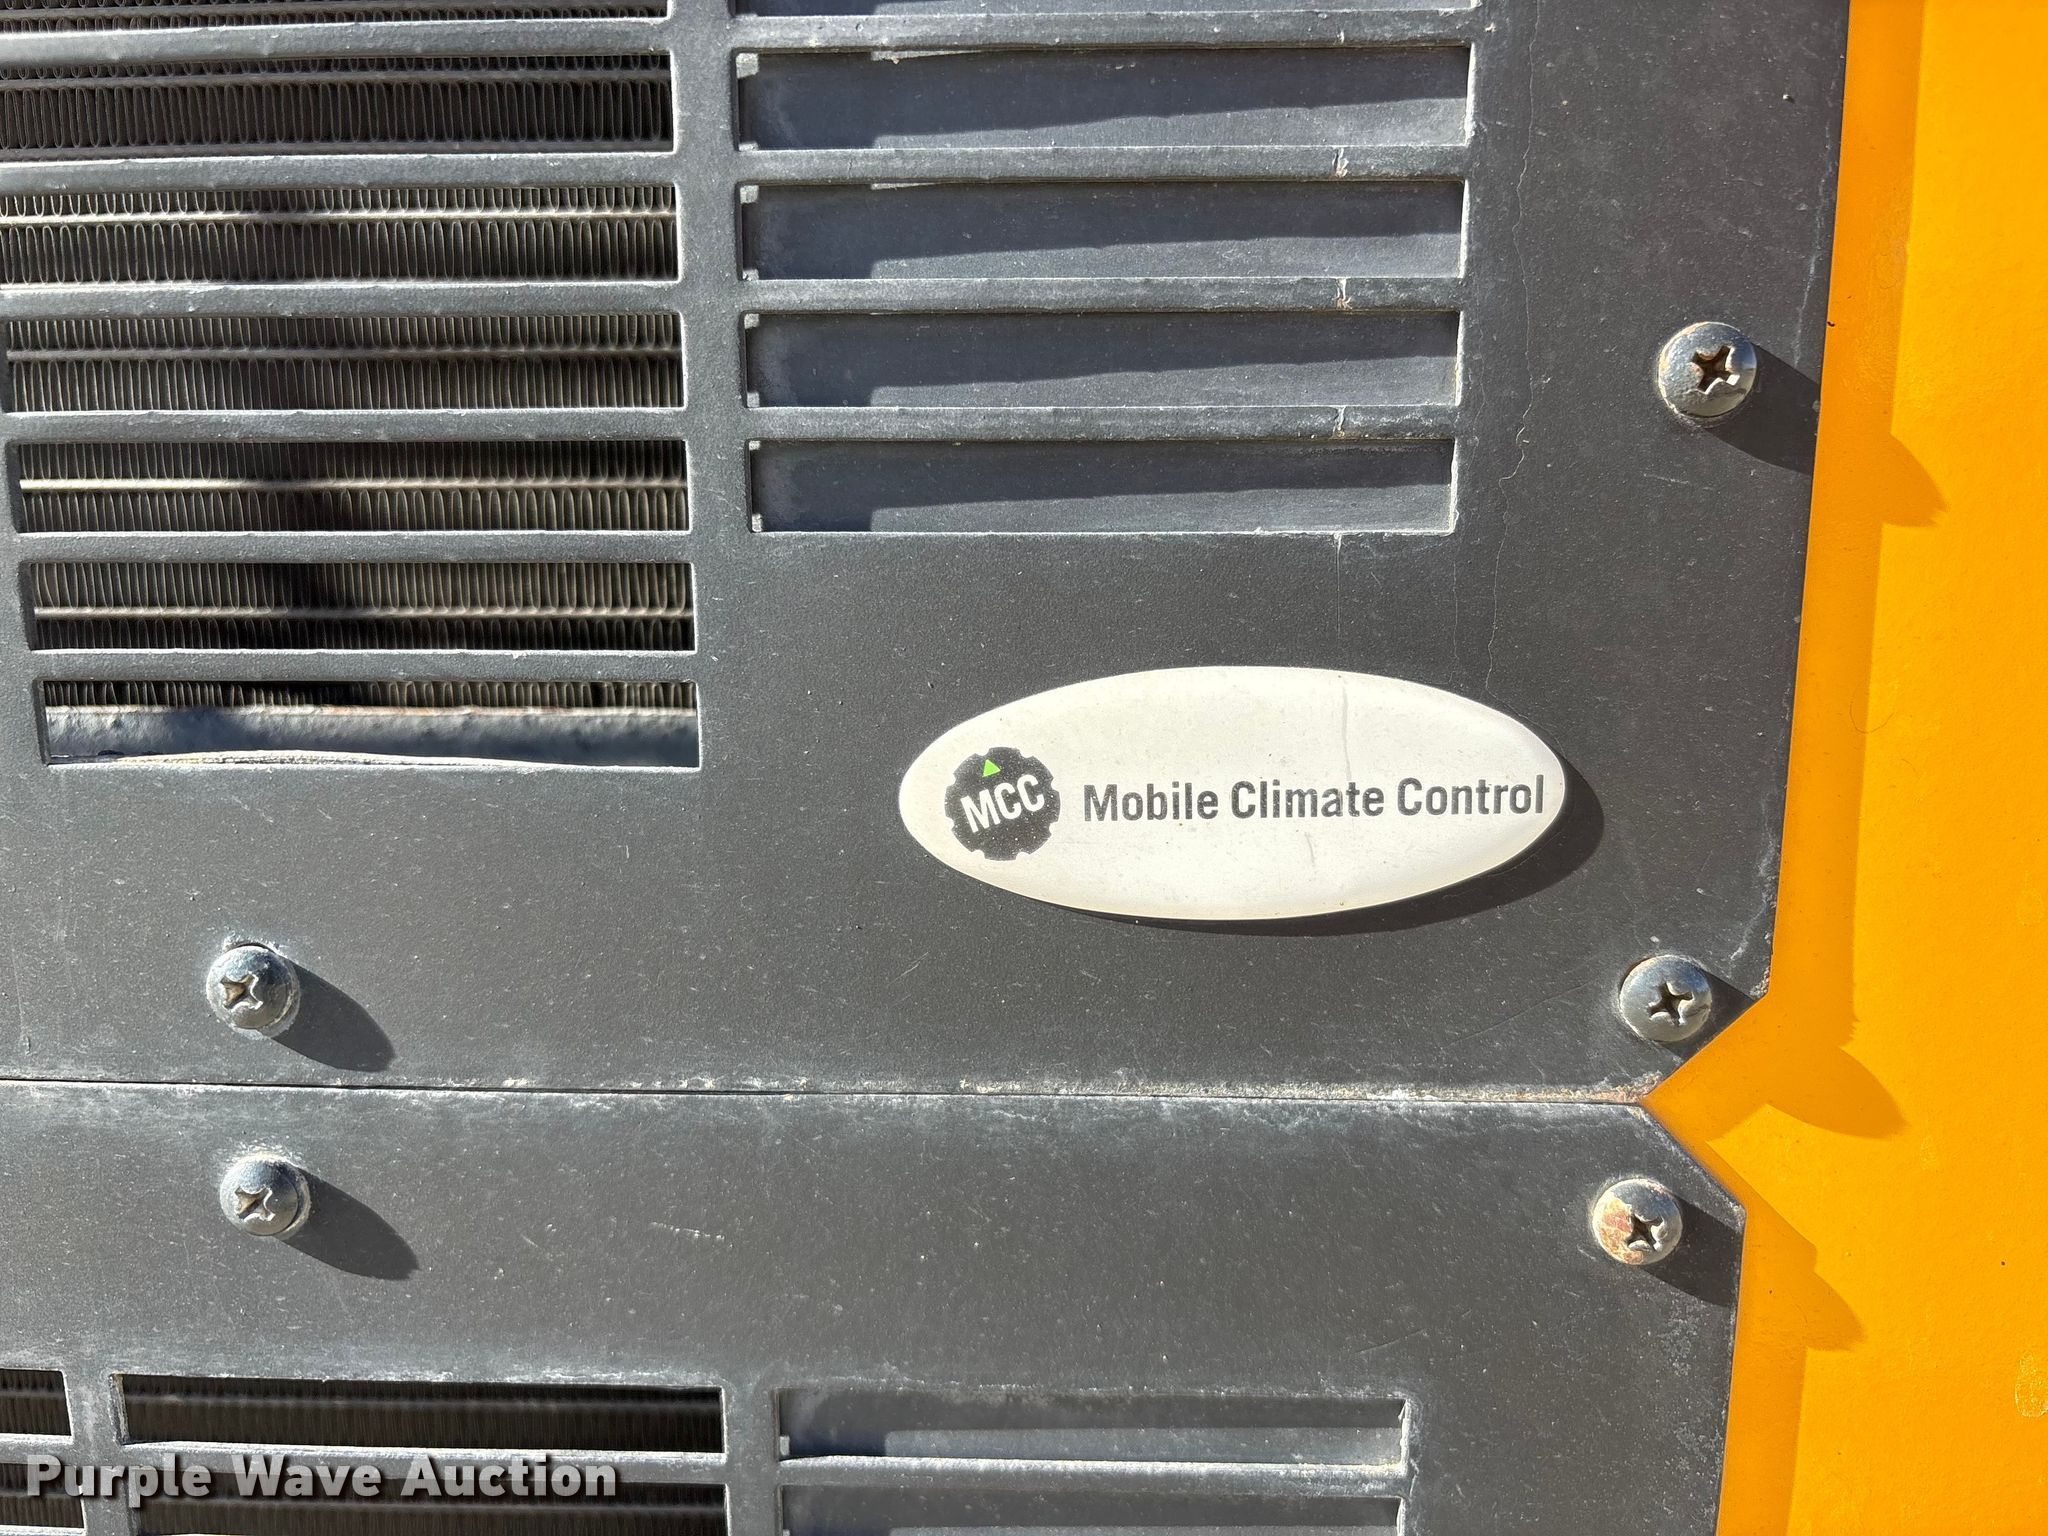 MCC Mobile Climate Control
Purple Wave Auction